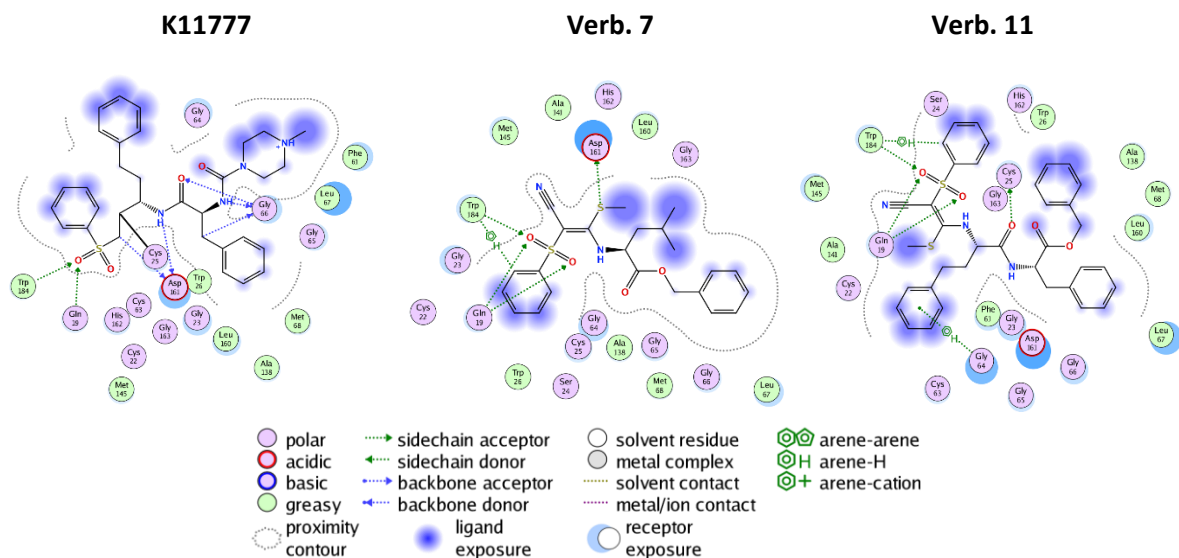 K11777
Verb. 7
Verb. 11
Gly
64
NH
+
O
N
Phe
61
Leu
67
O
N
NH
Gly
66
N
H
Gly
65
Cys
25
S
O
O
Trp
184
Gln
19
Asp
161
Trp
26
Cys
63
His
162
Gly
163
Gly
23
Cys
22
Leu
160
Met
68
Ala
138
Met
145
Ala
141
His
162
Met
145
Leu
160
Asp
161
Gly
163
N
S
Trp
184
H
O
S
O
N
H
Gly
23
O
O
Cys
22
Gln
19
Gly
64
Cys
25
Ala
138
Gly
65
Trp
26
Ser
24
Met
68
Gly
66
Leu
67
Ser
24
His
162
Trp
26
Trp
184
H
Ala
138
Cys
25
O
S
O
Gly
163
Met
68
Met
145
N
Leu
160
Gln
19
H
N
O
O
O
S
Ala
141
N
H
Cys
22
Phe
61
Gly
23
Leu
67
H
Asp
161
Gly
64
Gly
66
Cys
63
Gly
65
polar
sidechain acceptor
solvent residue
arene-arene
acidic
sidechain donor
metal complex
H arene-H
basic
backbone acceptor
solvent contact
+ arene-cation
greasy
backbone donor
metal/ion contact
proximity
contour
ligand
exposure
receptor
exposure